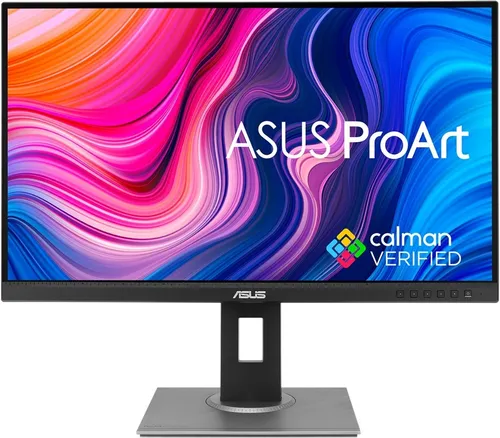 ASUS ProArt
calman
VERIFIED
ASUS